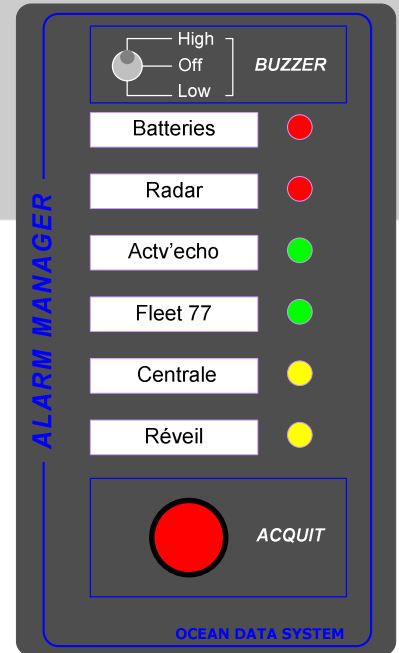 High
Off
BUZZER
Low
Batteries
Radar
Actv'echo
Fleet 77
Centrale
Réveil
ALARM MANAGER
ACQUIT
OCEAN DATA SYSTEM